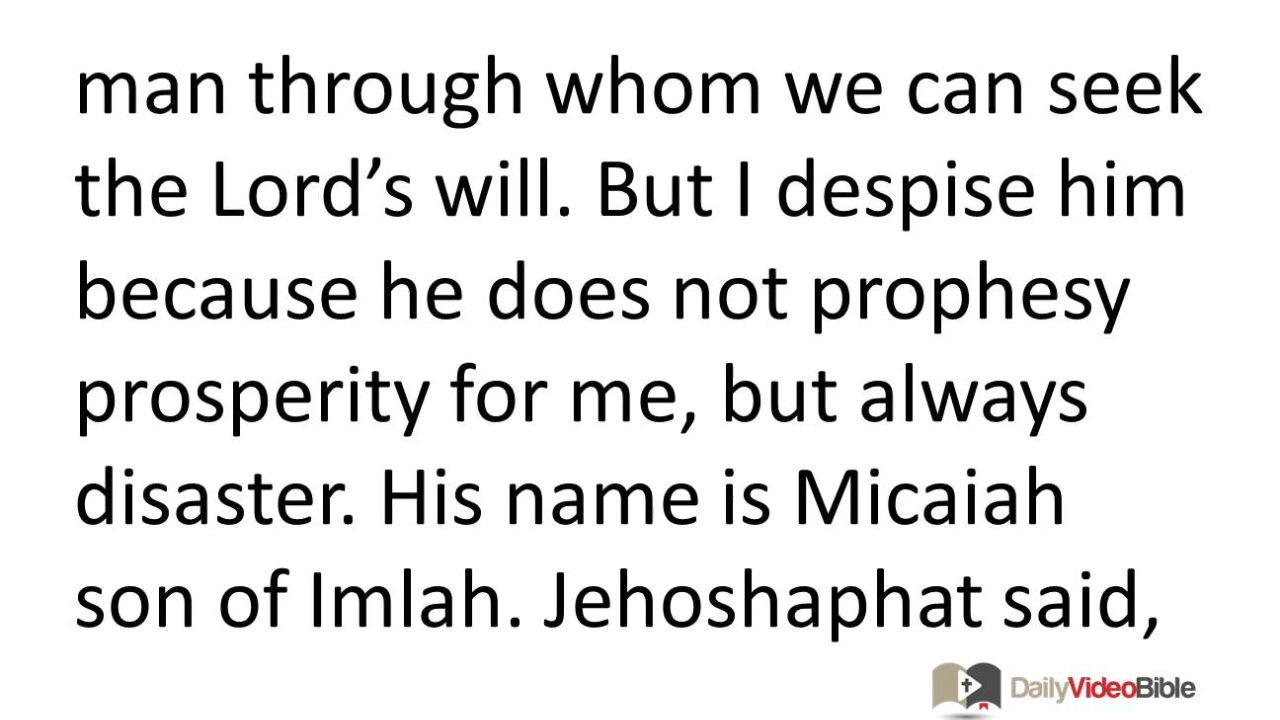 man through whom we can seek
the Lord’s will. But I despise him
because he does not prophesy
prosperity for me, but always
disaster. His name is Micaiah
son of Imlah. Jehoshaphat said,
DailyVideoBible